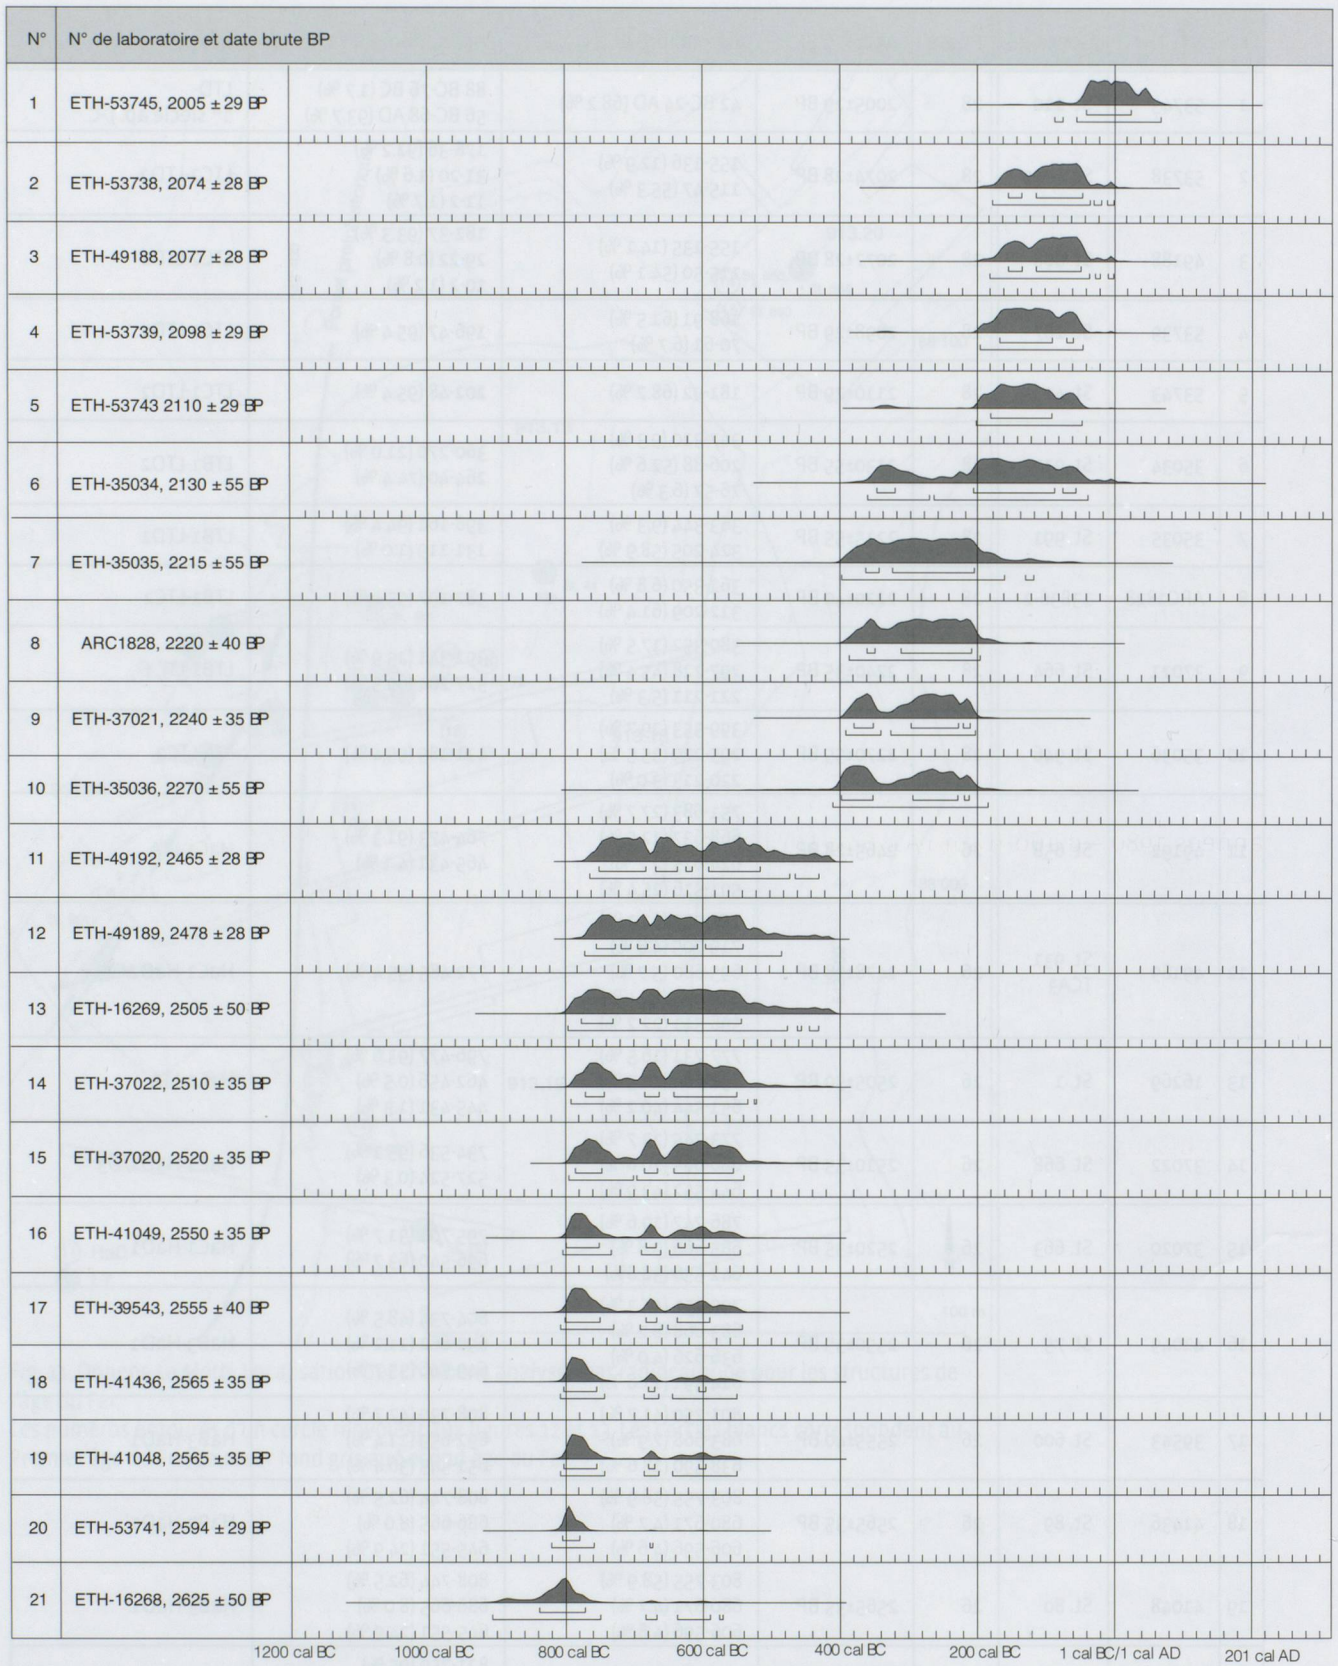 N° N° de laboratoire et date brute BP
1 ETH-53745, 2005 ± 29 BP
2 ETH-53738, 2074 ± 28 BP
3 ETH-49188, 2077 ± 28 BP
4 ETH-53739, 2098 ± 29 BP
5 ETH-53743 2110 ± 29 BP
6 ETH-35034, 2130 ± 55 BP
7 ETH-35035, 2215 ± 55 BP
8 ARC1828, 2220 ± 40 BP
9 ETH-37021, 2240 ± 35 BP
10 ETH-35036, 2270 ± 55 BP
11 ETH-49192, 2465 ± 28 BP
12 ETH-49189, 2478 ± 28 BP
13 ETH-16269, 2505 ± 50 BP
14 ETH-37022, 2510 ± 35 BP
15 ETH-37020, 2520 ± 35 BP
16 ETH-41049, 2550 ± 35 BP
17 ETH-39543, 2555 ± 40 BP
18 ETH-41436, 2565 ± 35 BP
19 ETH-41048, 2565 ± 35 BP
20 ETH-53741, 2594 ± 29 BP
21 ETH-16268, 2625 ± 50 BP
1200 cal BC 1000 cal BC 800 cal BC 600 cal BC 400 cal BC 200 cal BC 1 cal BC/1 cal AD 201 cal AD